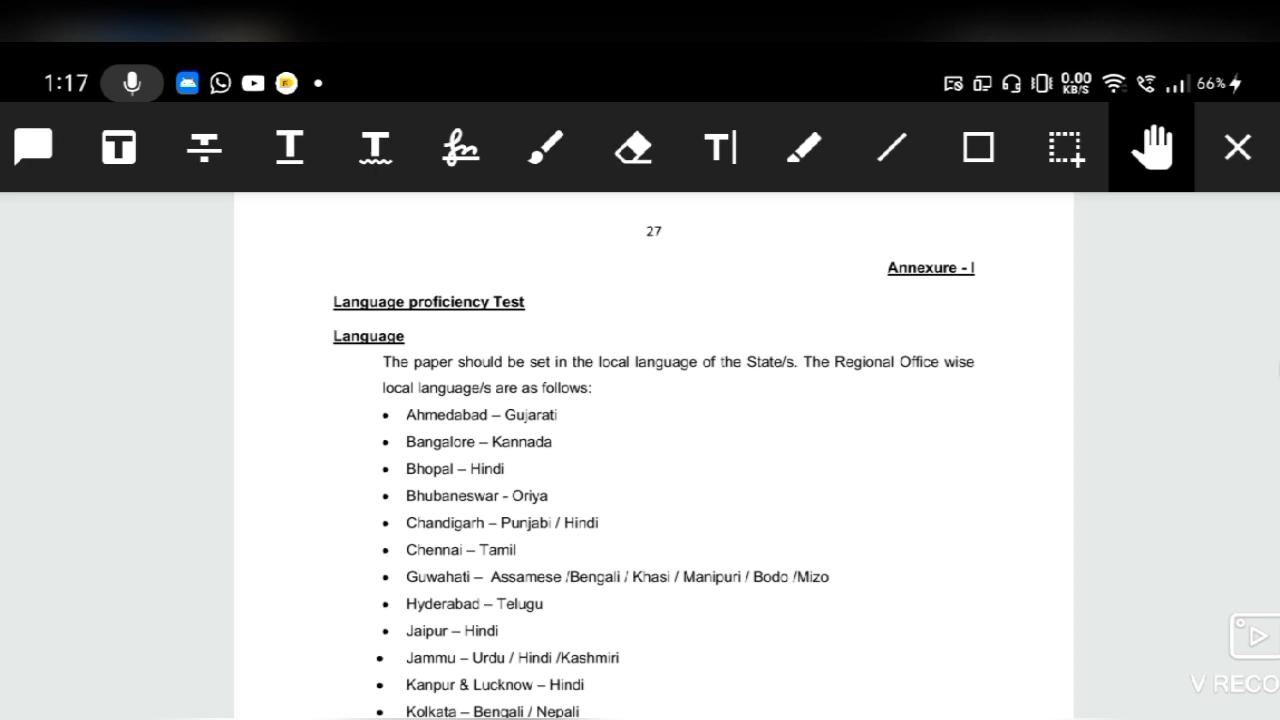 1:17
0.00
KB/S
66%
27
Annexure - I
Language proficiency Test
Language
The paper should be set in the local language of the State/s. The Regional Office wise
local language/s are as follows:
• Ahmedabad – Gujarati
• Bangalore – Kannada
• Bhopal – Hindi
• Bhubaneswar - Oriya
• Chandigarh – Punjabi / Hindi
• Chennai – Tamil
• Guwahati – Assamese /Bengali / Khasi / Manipuri / Bodo /Mizo
• Hyderabad – Telugu
• Jaipur – Hindi
• Jammu – Urdu / Hindi /Kashmiri
• Kanpur & Lucknow – Hindi
• Kolkata – Bengali / Nepali
V RECO